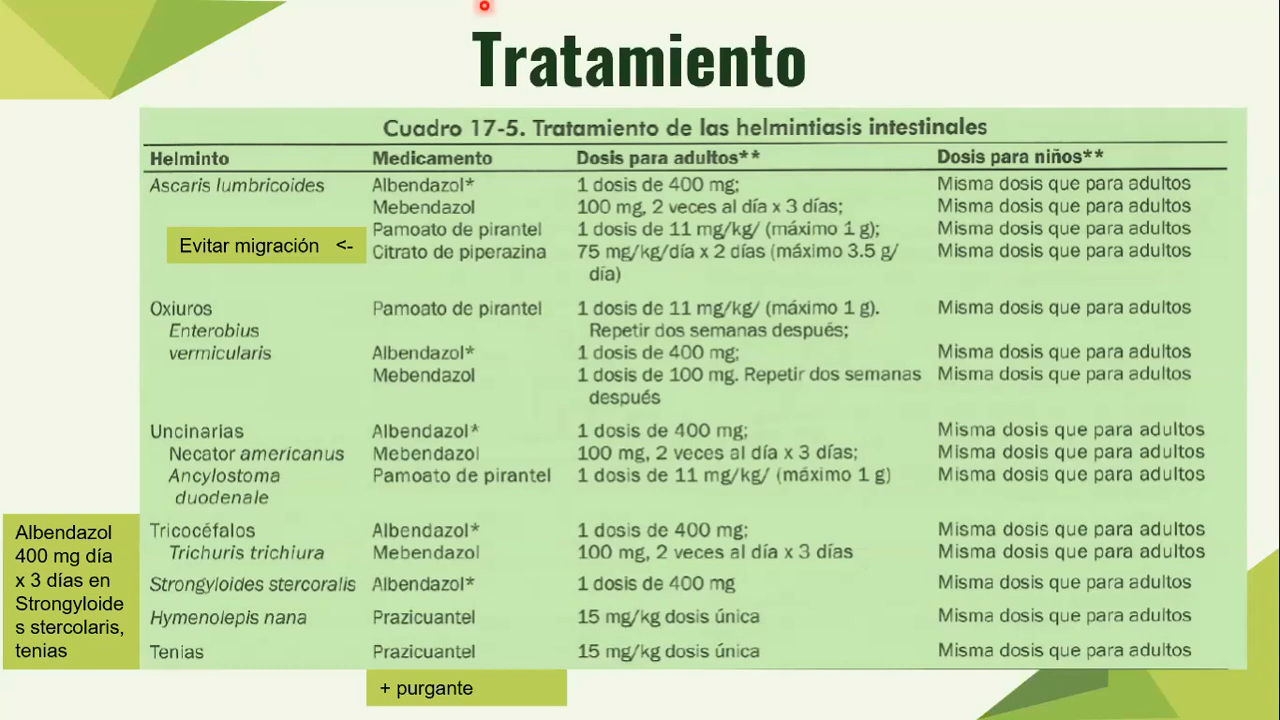 Tratamiento
Cuadro 17-5. Tratamiento de las helmintiasis intestinales
Helminto Medicamento Dosis para adultos** Dosis para niños**
Ascaris lumbricoides Albendazol* 1 dosis de 400 mg; Misma dosis que para adultos
Mebendazol 100 mg, 2 veces al día x 3 días; Misma dosis que para adultos
Pamoato de pirantel 1 dosis de 11 mg/kg/ (máximo 1 g); Misma dosis que para adultos
Evitar migración <- Citrato de piperazina 75 mg/kg/día x 2 días (máximo 3.5 g/ Misma dosis que para adultos
día)
Oxiuros Pamoato de pirantel 1 dosis de 11 mg/kg/ (máximo 1 g). Misma dosis que para adultos
Enterobius Repetir dos semanas después;
vermicularis Albendazol* 1 dosis de 400 mg; Misma dosis que para adultos
Mebendazol 1 dosis de 100 mg. Repetir dos semanas Misma dosis que para adultos
después
Uncinarias Albendazol* 1 dosis de 400 mg; Misma dosis que para adultos
Necator americanus Mebendazol 100 mg, 2 veces al día x 3 días; Misma dosis que para adultos
Ancylostoma Pamoato de pirantel 1 dosis de 11 mg/kg/ (máximo 1 g) Misma dosis que para adultos
duodenale
Tricocéfalos Albendazol* 1 dosis de 400 mg; Misma dosis que para adultos
Trichuris trichiura Mebendazol 100 mg, 2 veces al día x 3 días Misma dosis que para adultos
Strongyloides stercoralis Albendazol* 1 dosis de 400 mg Misma dosis que para adultos
Hymenolepis nana Prazicuantel 15 mg/kg dosis única Misma dosis que para adultos
Tenias Prazicuantel 15 mg/kg dosis única Misma dosis que para adultos
Albendazol
400 mg día
x 3 días en
Strongyloide
s stercolaris,
tenias
+ purgante